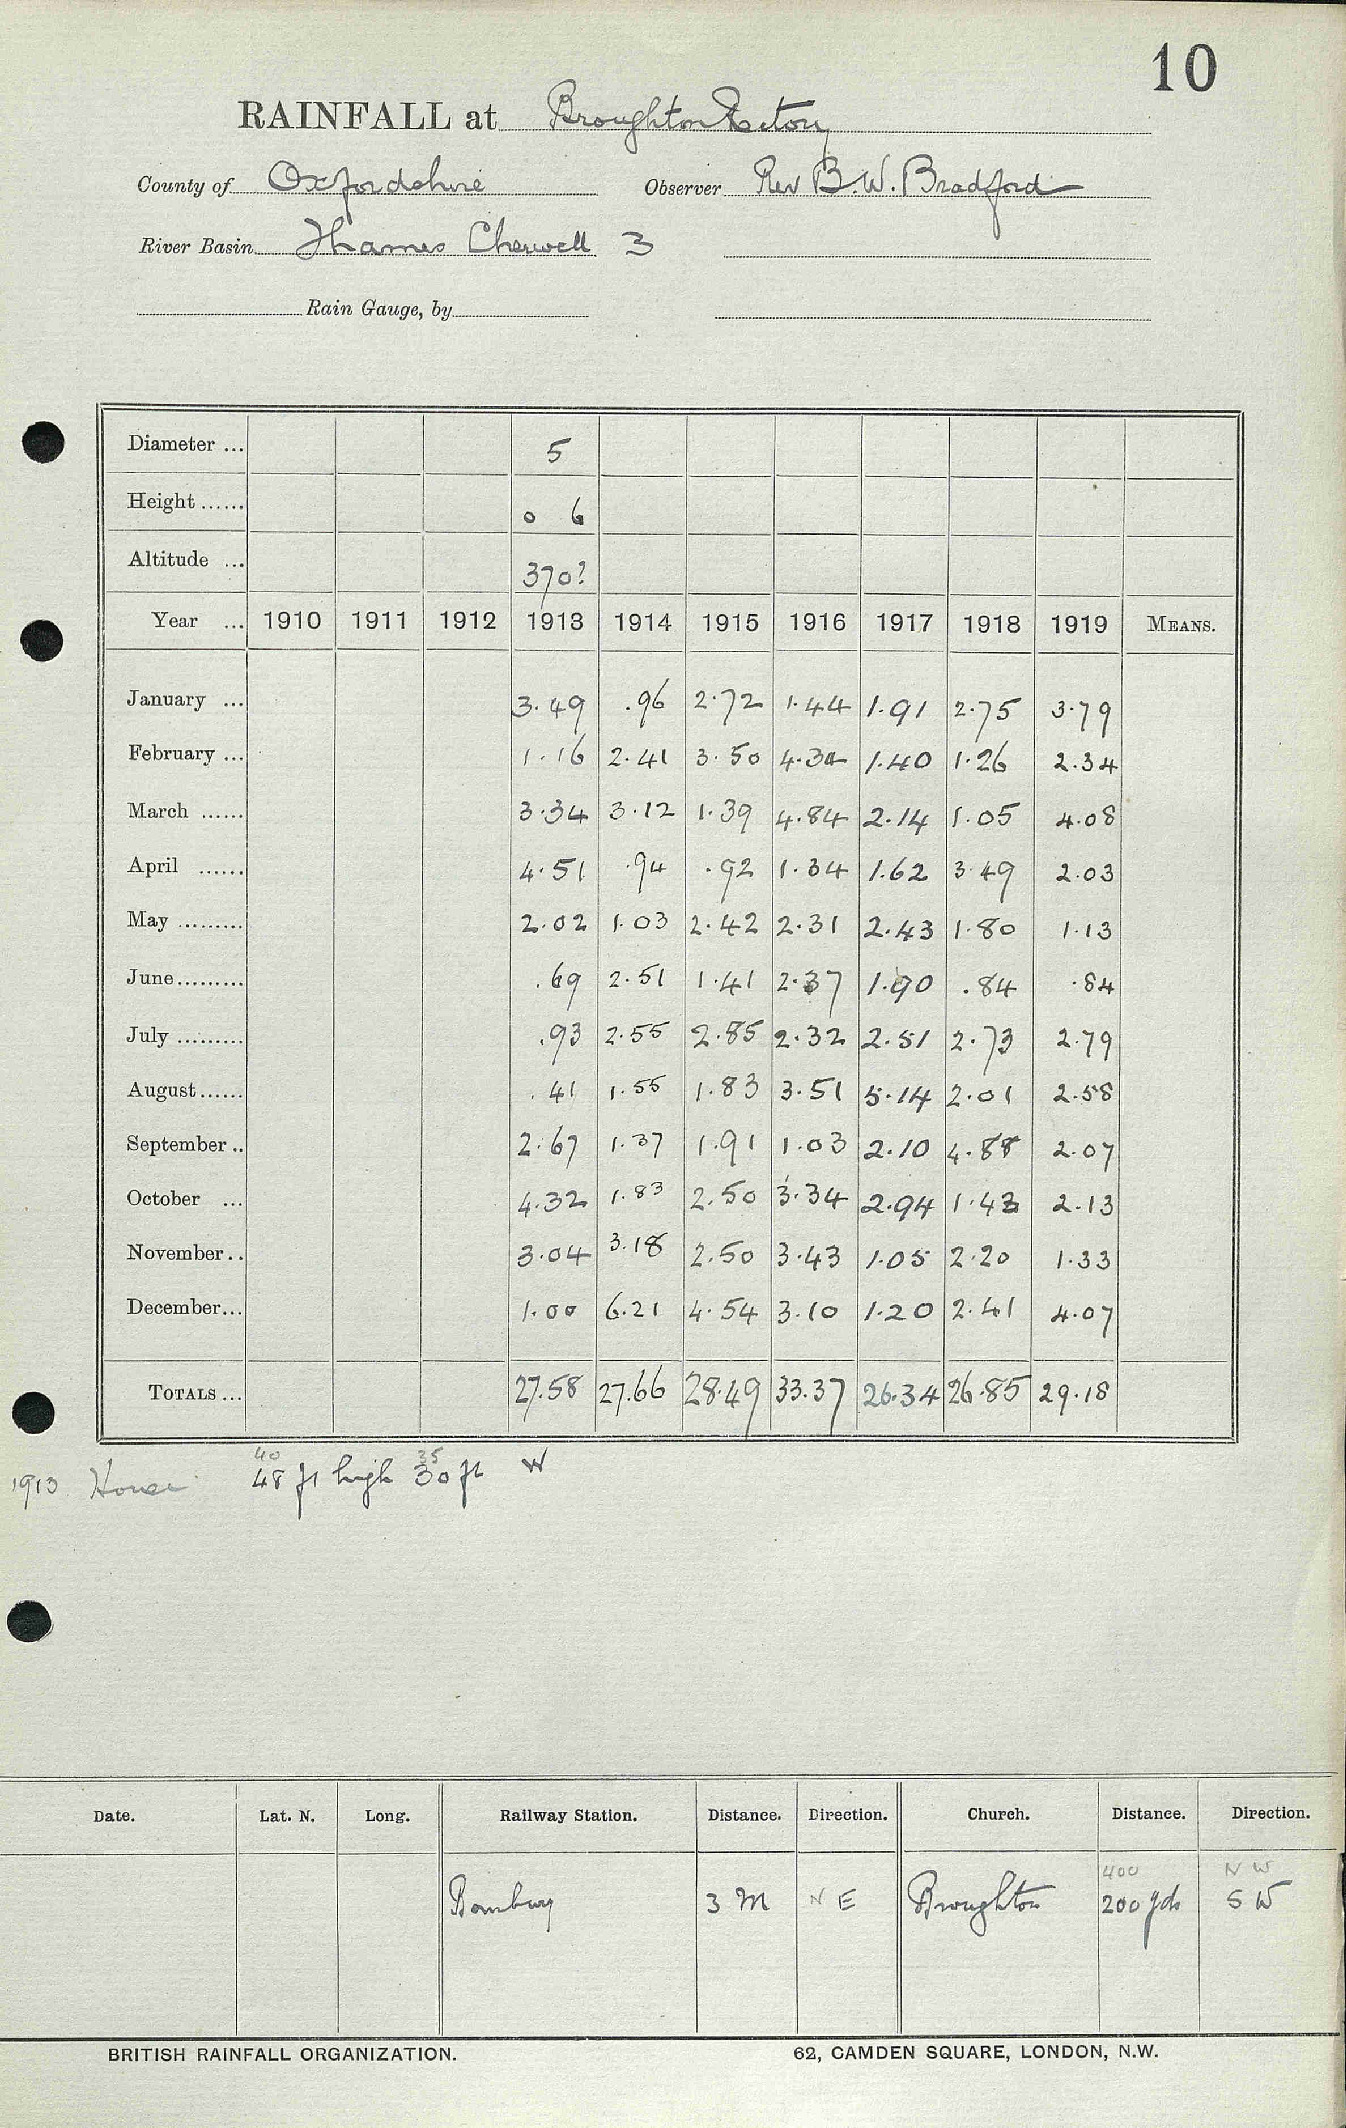 10
RAINFALL at Broughton Rectory
County of Oxfordshire Observer Rev B. W. Bradford
River Basin Thames Cherwell 3
Rain Gauge, by
Diameter ... 5
Height ...... 0 6
Altitude ... 370?
Year ... 1910 1911 1912 1913 1914 1915 1916 1917 1918 1919 MEANS.
January ... 3.49 .96 2.72 1.44 1.91 2.75 3.79
February ... 1.16 2.41 3.50 4.34 1.40 1.26 2.34
March ...... 3.34 3.12 1.39 4.84 2.14 1.05 4.08
April ...... 4.51 .94 .92 1.34 1.62 3.49 2.03
May ......... 2.02 1.03 2.42 2.31 2.43 1.80 1.13
June......... .69 2.51 1.41 2.37 1.90 .84 .84
July ......... .93 2.55 2.85 2.32 2.51 2.73 2.79
August...... .41 1.55 1.83 3.51 5.14 2.01 2.58
September .. 2.67 1.37 1.91 1.03 2.10 4.88 2.07
October ... 4.32 1.83 2.50 3.34 2.94 1.43 2.13
November .. 3.04 3.18 2.50 3.43 1.05 2.20 1.33
December... 1.00 6.21 4.54 3.10 1.20 2.41 4.07
TOTALS ... 27.58 27.66 28.49 33.37 26.34 26.85 29.18
40 35
1913 House 48 ft high 30 ft W
Date. Lat. N. Long. Railway Station. Distance. Direction. Church. Distance. Direction.
400 N W
Banbury 3 M N E Broughton 200 yds S W
BRITISH RAINFALL ORGANIZATION. 62, CAMDEN SQUARE, LONDON, N.W.